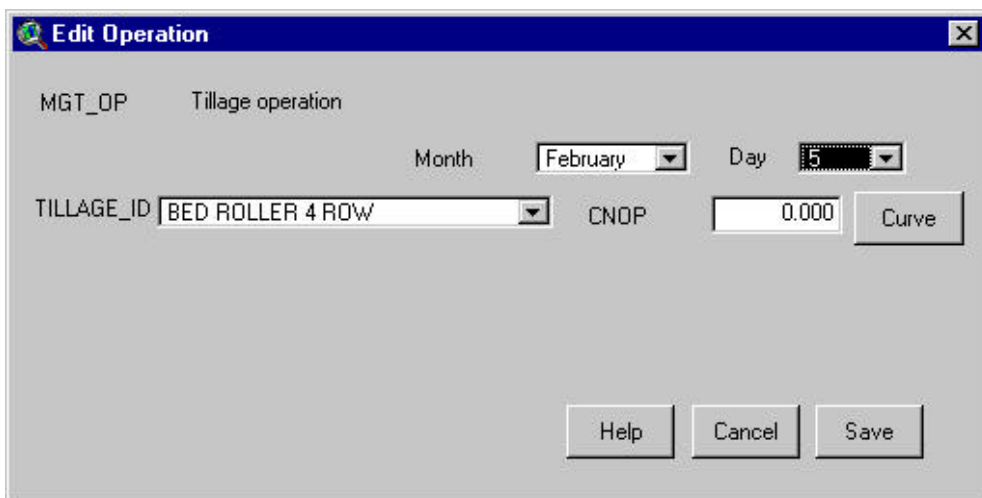 Edit Operation
MGT_OP Tillage operation
Month February Day 5
TILLAGE_ID BED ROLLER 4 ROW CNOP 0.000 Curve
Help Cancel Save